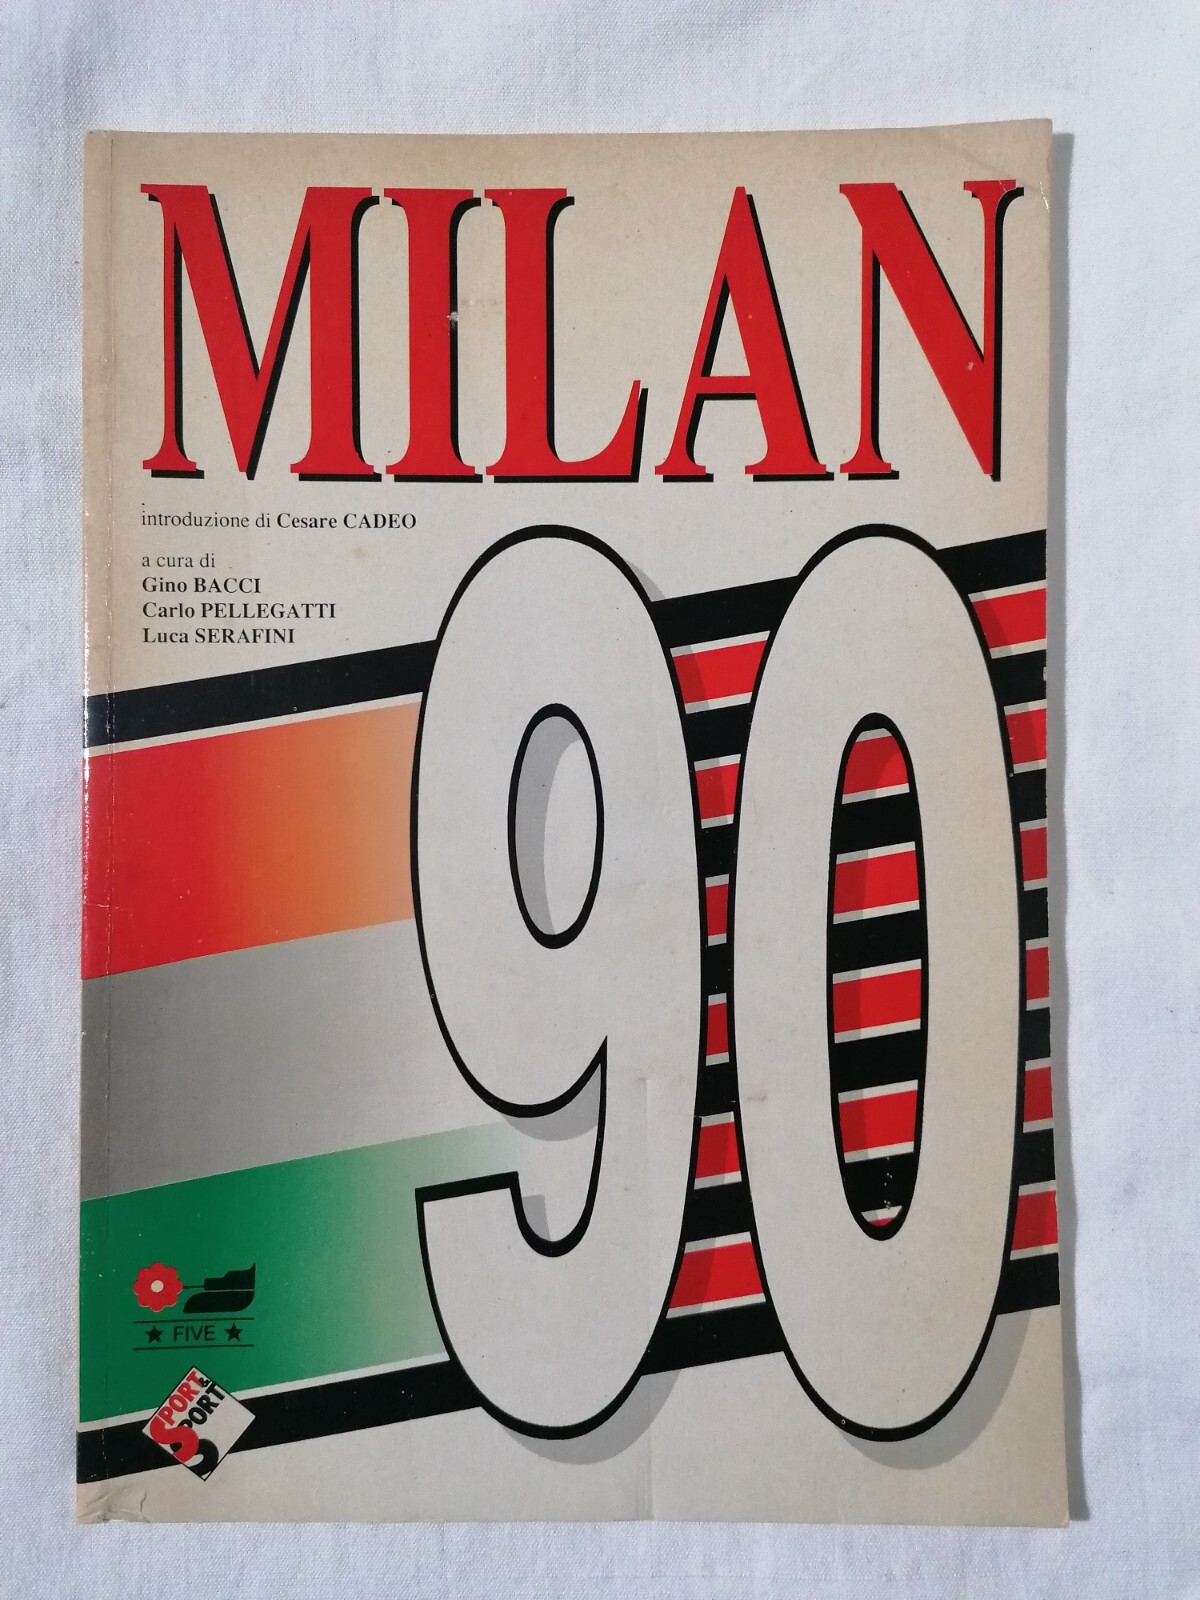 MILAN
introduzione di Cesare CADEO
a cura di
Gino BACCI
Carlo PELLEGATTI
Luca SERAFINI
90
★ FIVE ★
SPORT &
SPORT